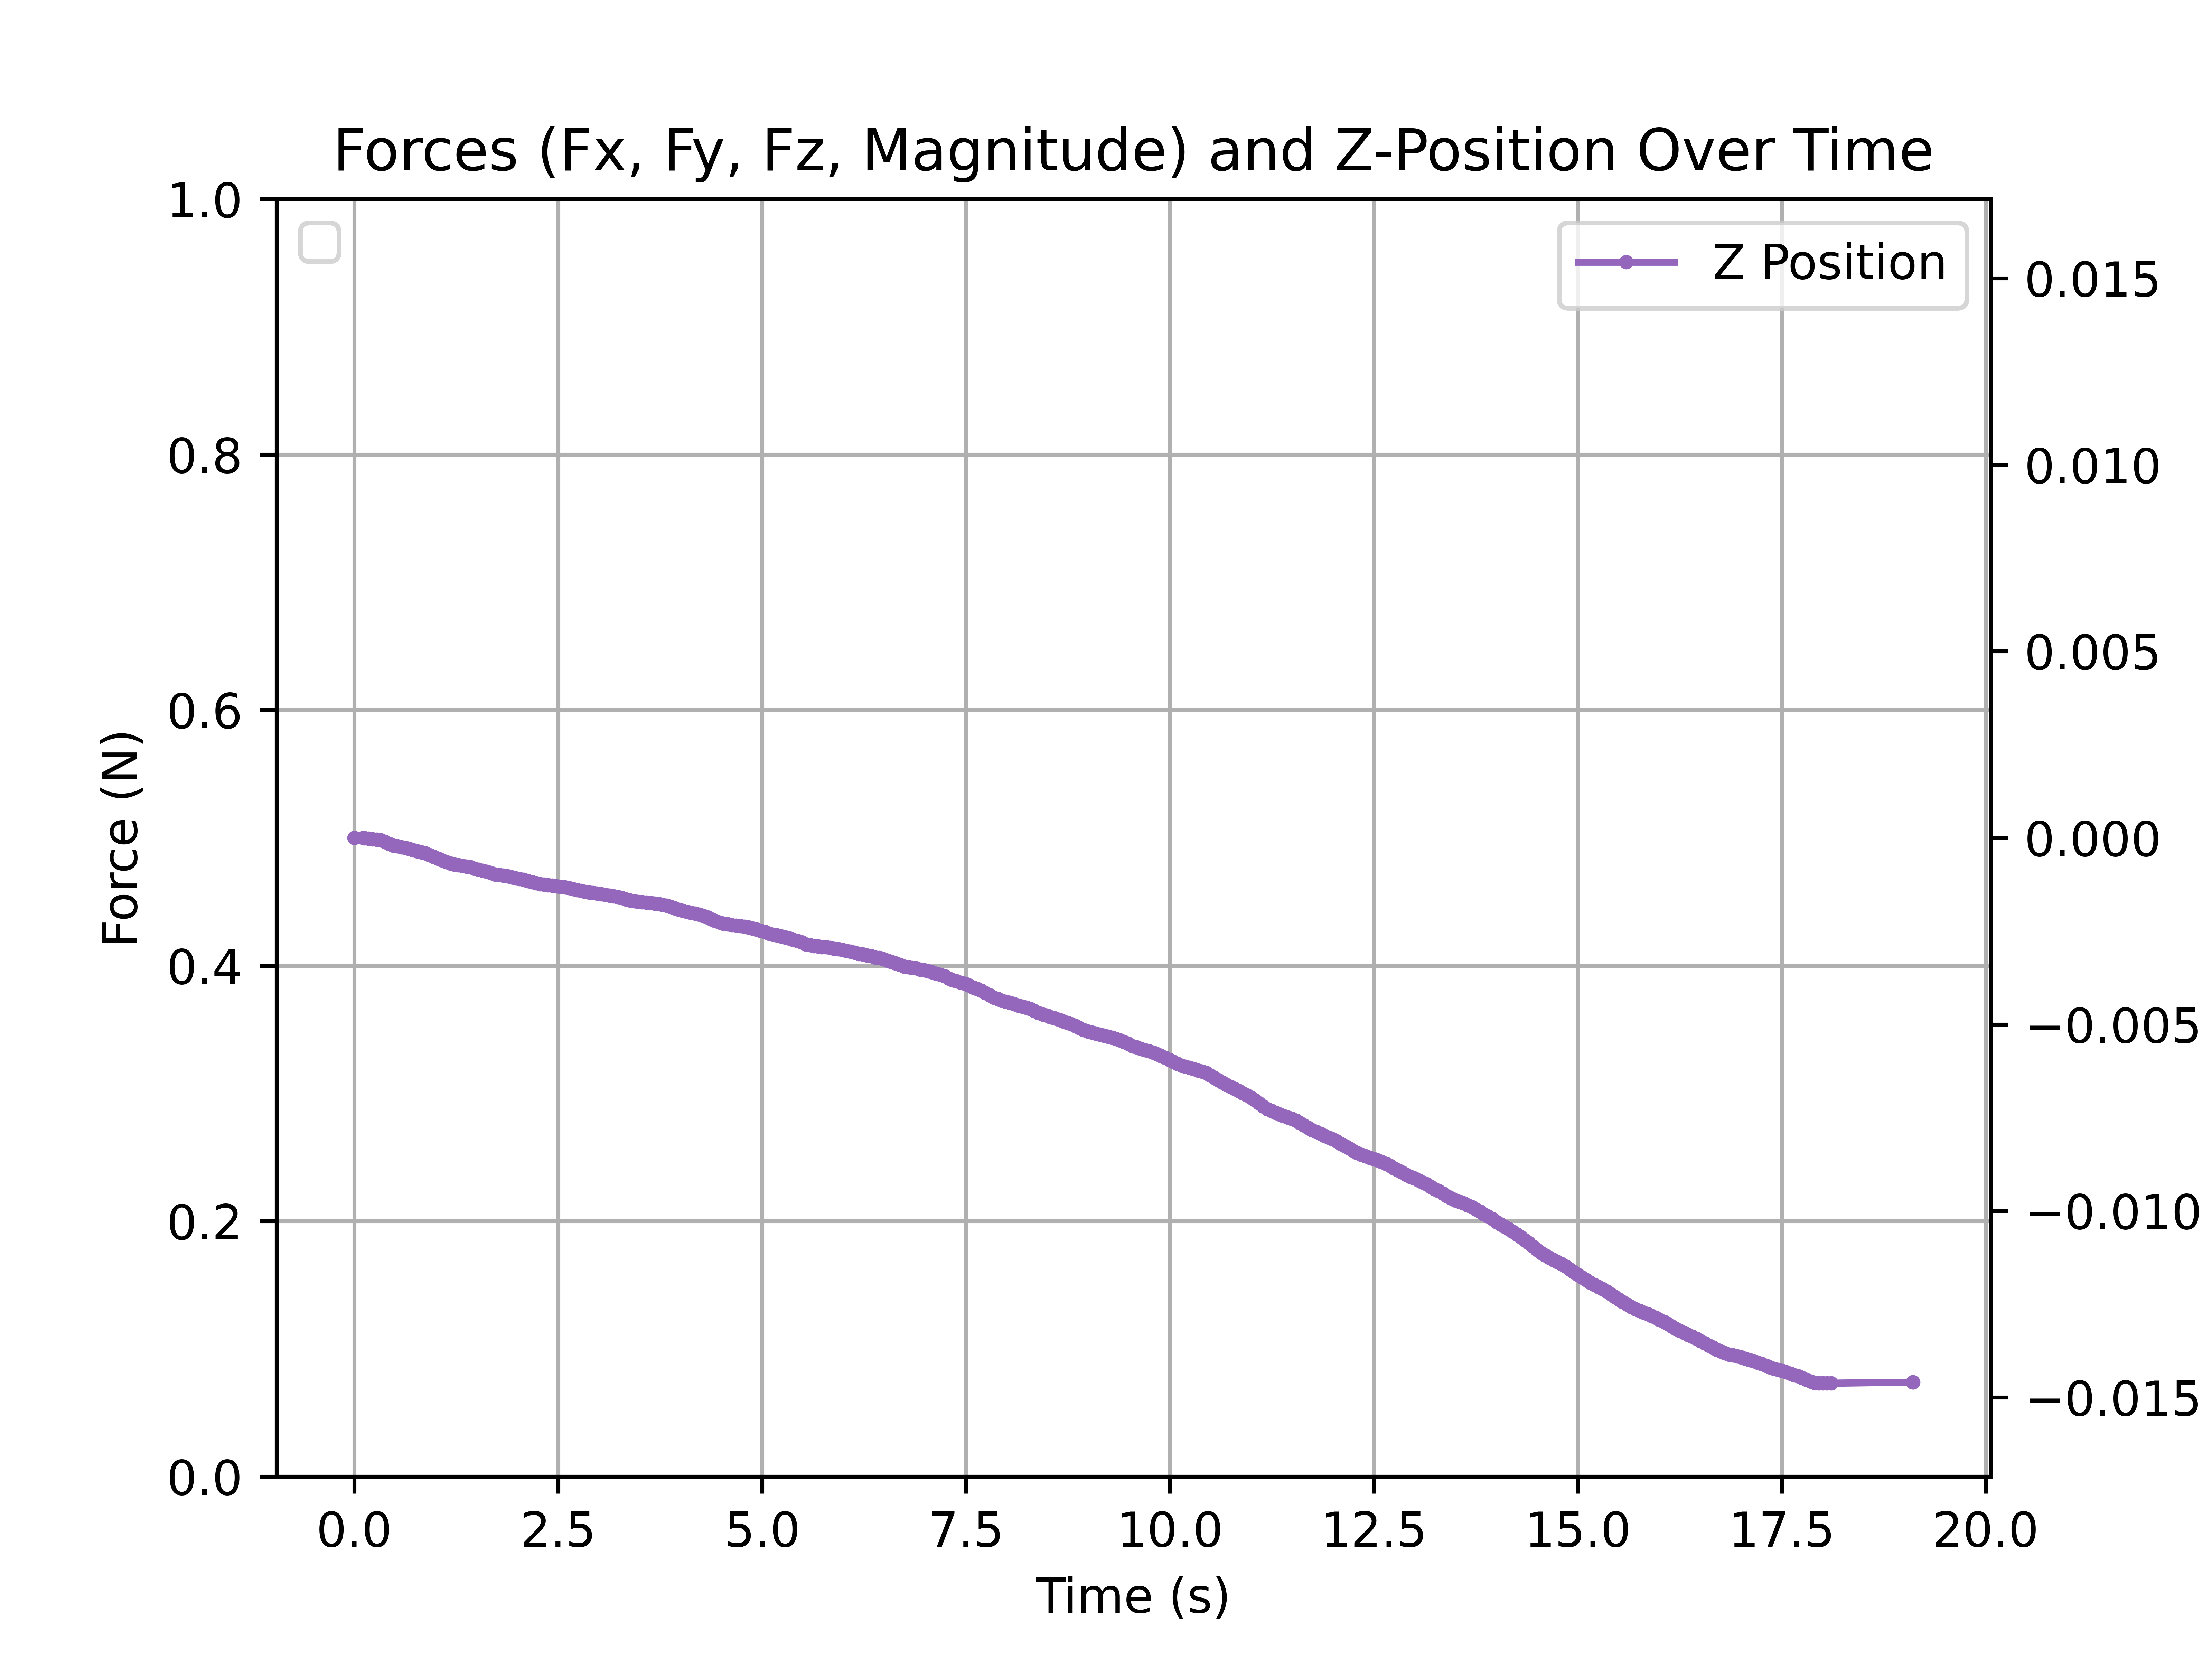 Forces (Fx, Fy, Fz, Magnitude) and Z-Position Over Time
Z Position
Force (N)
1.0
0.8
0.6
0.4
0.2
0.0
0.015
0.010
0.005
0.000
−0.005
−0.010
−0.015
0.0 2.5 5.0 7.5 10.0 12.5 15.0 17.5 20.0
Time (s)